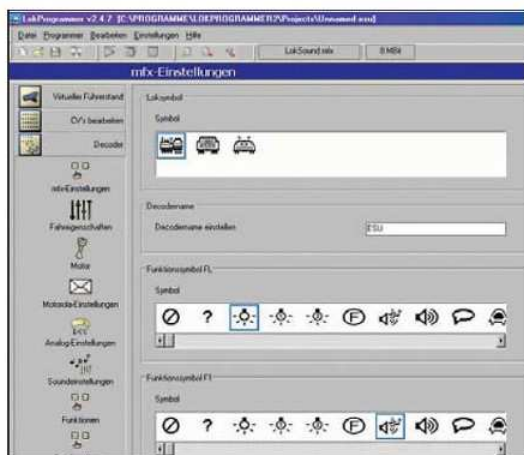 LokProgrammer v2.4.7 [C:\PROGRAMME\LOKPROGRAMMER2\Projects\Unnamed.esu]
Datei Programmer Bearbeiten Einstellungen Hilfe
LokSound mfx
8 MBit
mfx-Einstellungen
Virtueller Führerstand
CV's bearbeiten
Decoder
mfx-Einstellungen
Fahreigenschaften
Motor
Motorola-Einstellungen
Analog-Einstellungen
Soundeinstellungen
Funktionen
Loksymbol
Symbol
Decodername
Decodername einstellen
ESU
Funktionssymbol FL
Symbol
?
F
Funktionssymbol F1
Symbol
?
F